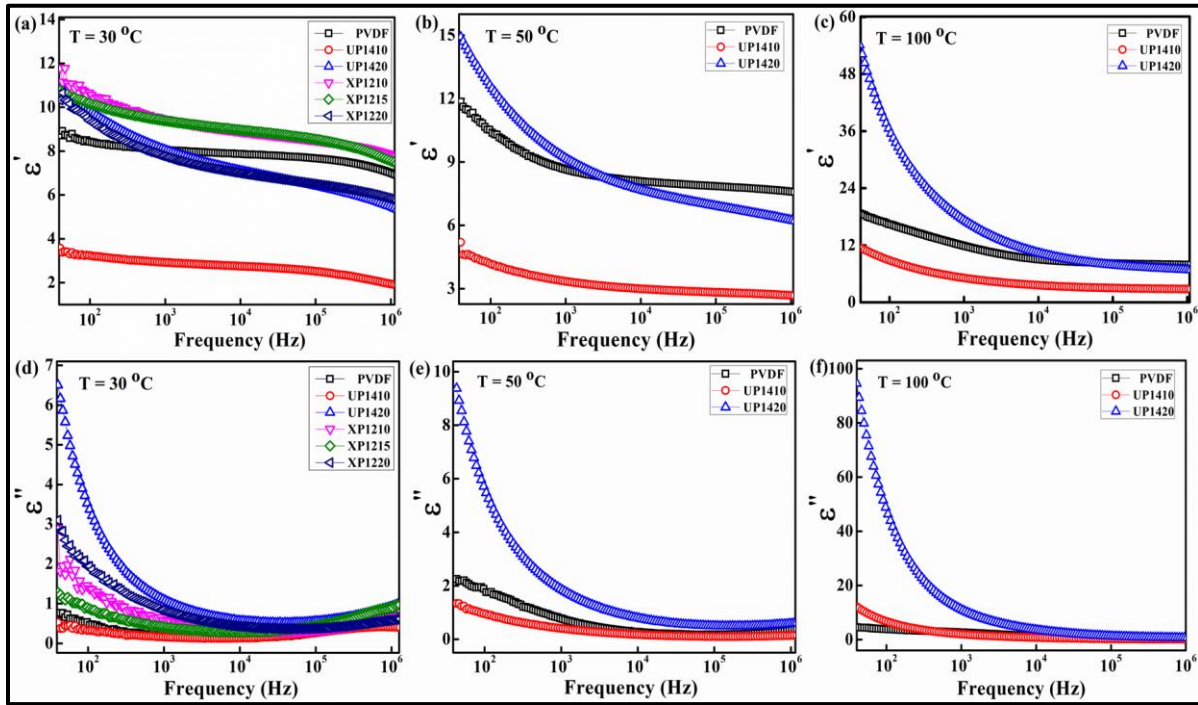 (a)
T = 30 °C
PVDF
UP1410
UP1420
XP1210
XP1215
XP1220
ε'
14
12
10
8
6
4
2
10² 10³ 10⁴ 10⁵ 10⁶
Frequency (Hz)
(b)
T = 50 °C
PVDF
UP1410
UP1420
ε'
15
12
9
6
3
10² 10³ 10⁴ 10⁵ 10⁶
Frequency (Hz)
(c)
T = 100 °C
PVDF
UP1410
UP1420
ε'
60
48
36
24
12
0
10² 10³ 10⁴ 10⁵ 10⁶
Frequency (Hz)
(d)
T = 30 °C
PVDF
UP1410
UP1420
XP1210
XP1215
XP1220
ε"
7
6
5
4
3
2
1
0
10² 10³ 10⁴ 10⁵ 10⁶
Frequency (Hz)
(e)
T = 50 °C
PVDF
UP1410
UP1420
ε"
10
8
6
4
2
0
10² 10³ 10⁴ 10⁵ 10⁶
Frequency (Hz)
(f)
T = 100 °C
PVDF
UP1410
UP1420
ε"
100
80
60
40
20
0
10² 10³ 10⁴ 10⁵ 10⁶
Frequency (Hz)